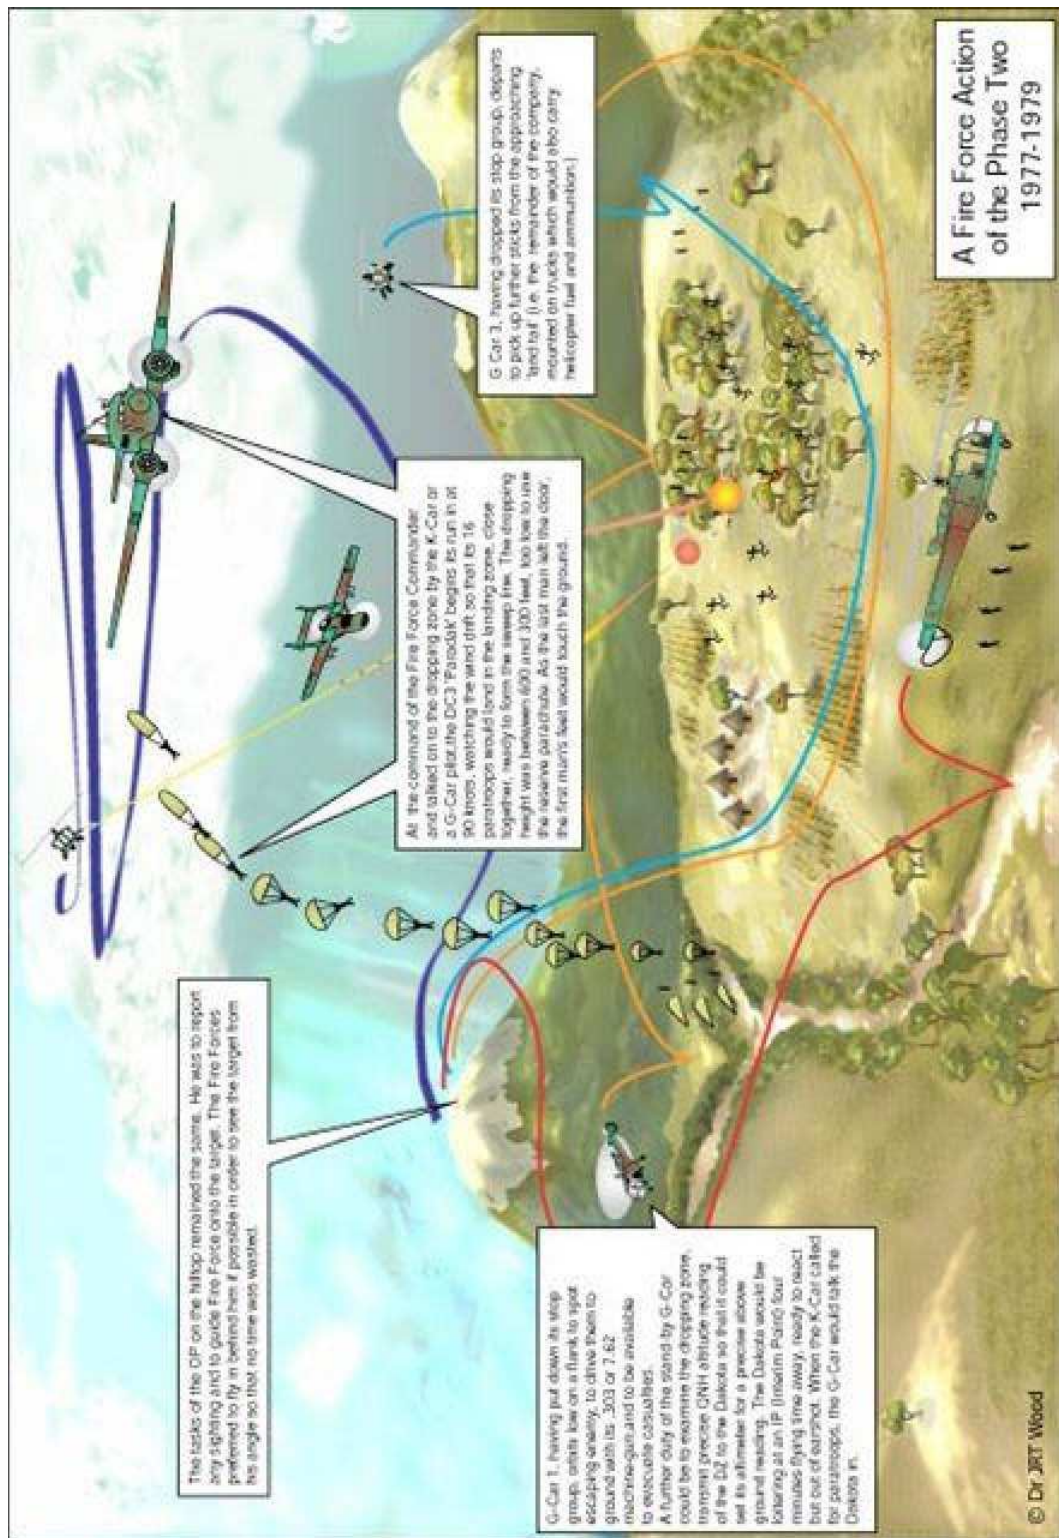 The tasks of the OP on the hilltop remained the same. He was to report
any sighting and to guide Fire Force onto the target. The Fire Forces
preferred to fly in behind him if possible in order to see the target from
his angle so that no time was wasted.
At the command of the Fire Force Commander
and talked on to the dropping zone by the K-Car or
a G-Car pilot the DC3 'Paradak' begins its run in at
90 knots, watching the wind drift so that its 16
paratroops would land in the landing zone, close
together, ready to form the sweep line. The dropping
height was between 600 and 300 feet, too low to use
the reserve parachute. As the last man left the door,
the first man's feet would touch the ground.
G Car 3, having dropped its stop group, departs
to pick up further sticks from the approaching
'land tail' (i.e. the remainder of the company,
mounted on trucks which would also carry
helicopter fuel and ammunition.)
G-Car 1, having put down its stop
group, orbits low on a flank to spot
escaping enemy, to drive them to
ground with its .303 or 7.62
machine-gun and to be available
to evacuate casualties.
A further duty of the stand by G-Car
could be to examine the dropping zone,
transmit precise QNH altitude reading
of the DZ to the Dakota so that it could
set its altimeter for a precise above
ground reading. The Dakota would be
loitering at an IP (Interim Point) four
minutes flying time away, ready to react
but out of earshot. When the K-Car called
for paratroops, the G-Car would talk the
Dakota in.
A Fire Force Action
of the Phase Two
1977-1979
© Dr JRT Wood